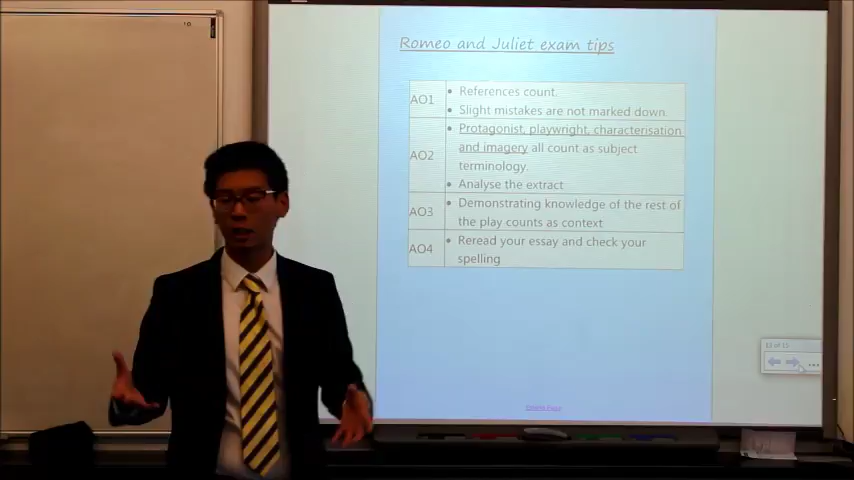 Romeo and Juliet exam tips
AO1
• References count.
• Slight mistakes are not marked down.
AO2
• Protagonist, playwright, characterisation
and imagery all count as subject
terminology.
• Analyse the extract
AO3
• Demonstrating knowledge of the rest of
the play counts as context
AO4
• Reread your essay and check your
spelling